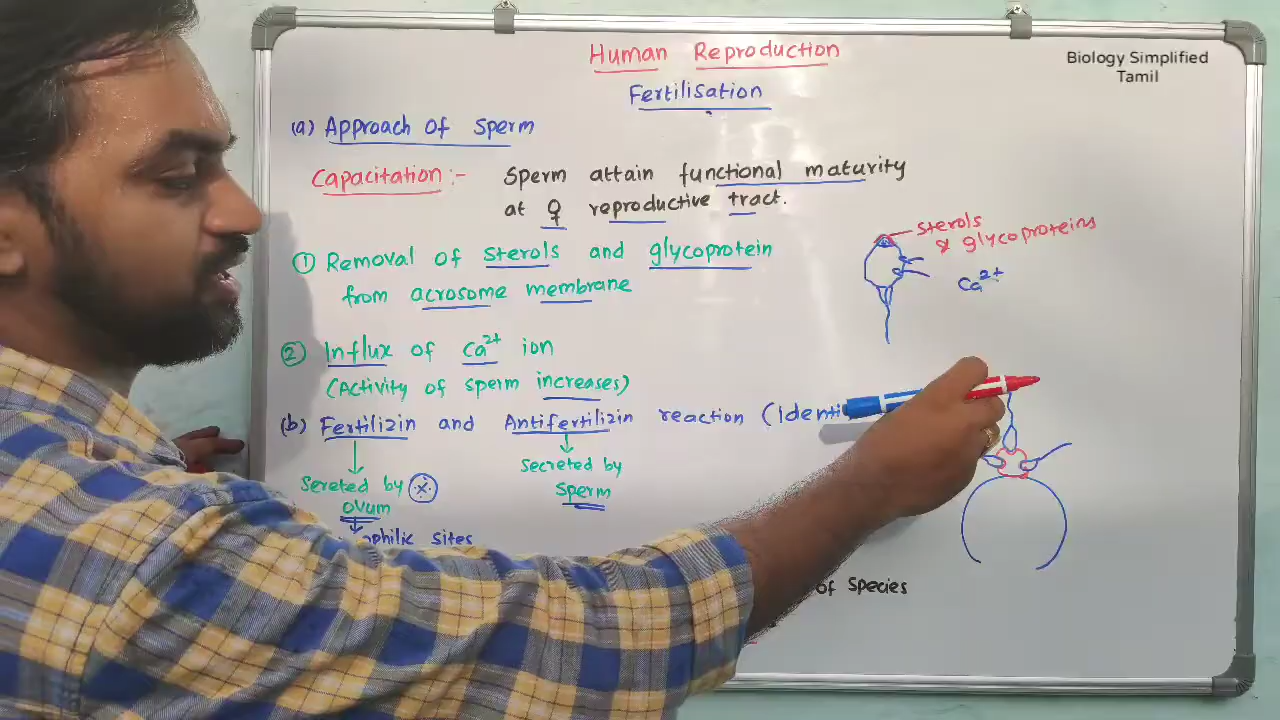 Human Reproduction
Biology Simplified
Tamil
Fertilisation
(a) Approach of Sperm
Capacitation :- Sperm attain functional maturity
at ♀ reproductive tract.
① Removal of sterols and glycoprotein
from acrosome membrane
sterols
& glycoproteins
Ca²⁺
② Influx of Ca²⁺ ion
(Activity of sperm increases)
(b) Fertilizin and Antifertilizin reaction
Sereted by
ovum
Secreted by
Sperm
sites
of Species